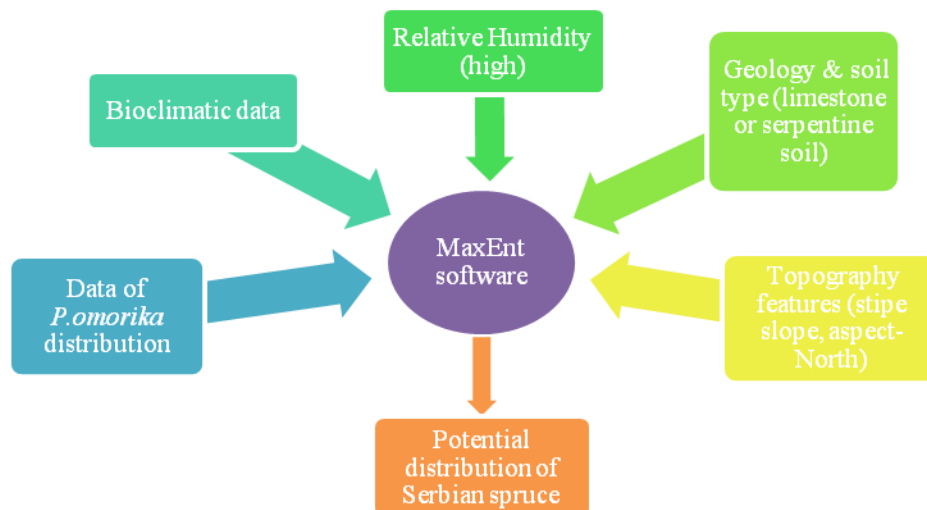 Relative Humidity
(high)
Geology & soil
type (limestone
or serpentine
soil)
Bioclimatic data
MaxEnt
software
Data of
P.omorika
distribution
Topography
features (stipe
slope, aspect-
North)
Potential
distribution of
Serbian spruce